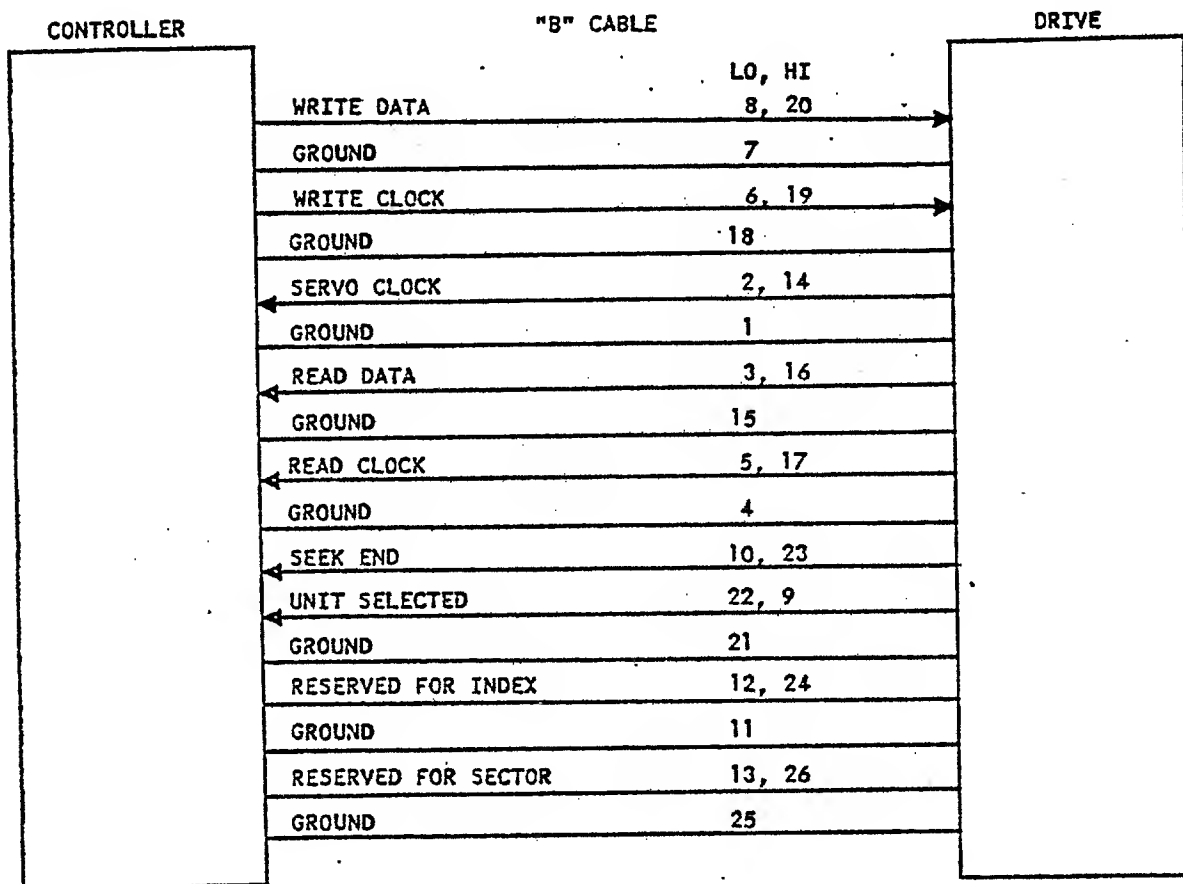 CONTROLLER "B" CABLE DRIVE
LO, HI
WRITE DATA 8, 20
GROUND 7
WRITE CLOCK 6, 19
GROUND 18
SERVO CLOCK 2, 14
GROUND 1
READ DATA 3, 16
GROUND 15
READ CLOCK 5, 17
GROUND 4
SEEK END 10, 23
UNIT SELECTED 22, 9
GROUND 21
RESERVED FOR INDEX 12, 24
GROUND 11
RESERVED FOR SECTOR 13, 26
GROUND 25